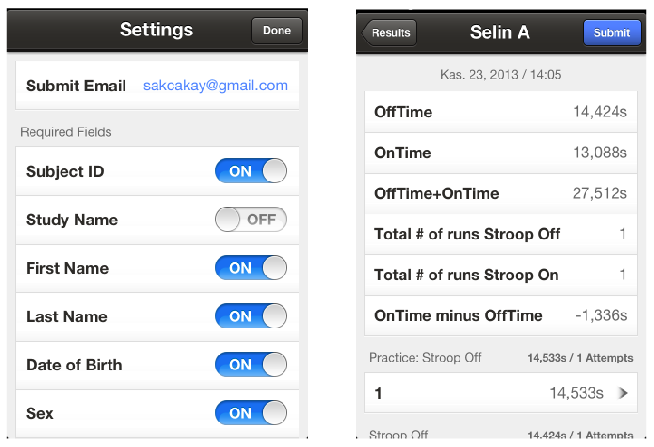 Settings
Done
Submit Email sakcakay@gmail.com
Required Fields
Subject ID ON
Study Name OFF
First Name ON
Last Name ON
Date of Birth ON
Sex ON
Results
Selin A
Submit
Kas. 23, 2013 / 14:05
OffTime 14,424s
OnTime 13,088s
OffTime+OnTime 27,512s
Total # of runs Stroop Off 1
Total # of runs Stroop On 1
OnTime minus OffTime -1,336s
Practice: Stroop Off 14,533s / 1 Attempts
1 14,533s
Stroop Off 14,424s / 1 Attempts